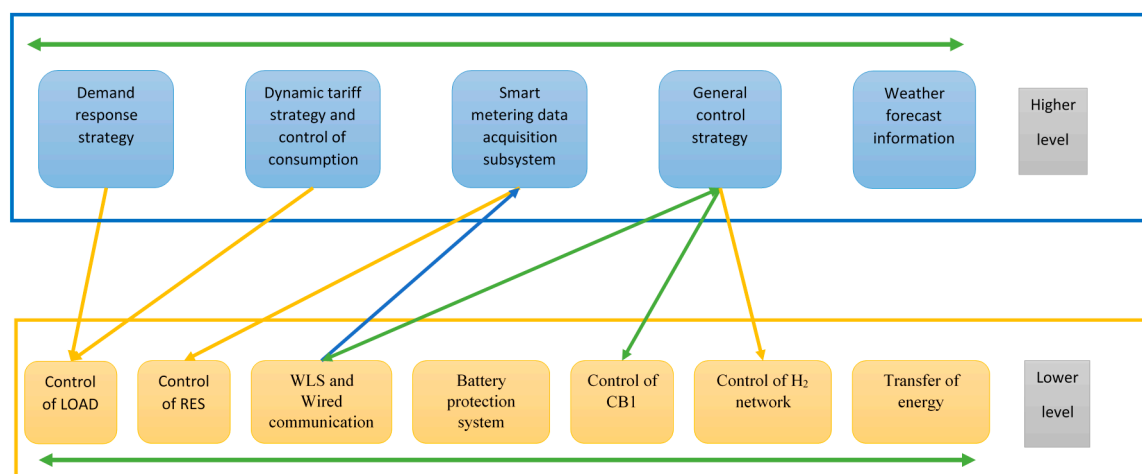 Demand
response
strategy
Dynamic tariff
strategy and
control of
consumption
Smart
metering data
acquisition
subsystem
General
control
strategy
Weather
forecast
information
Higher
level
Control
of LOAD
Control
of RES
WLS and
Wired
communication
Battery
protection
system
Control of
CB1
Control of H₂
network
Transfer of
energy
Lower
level